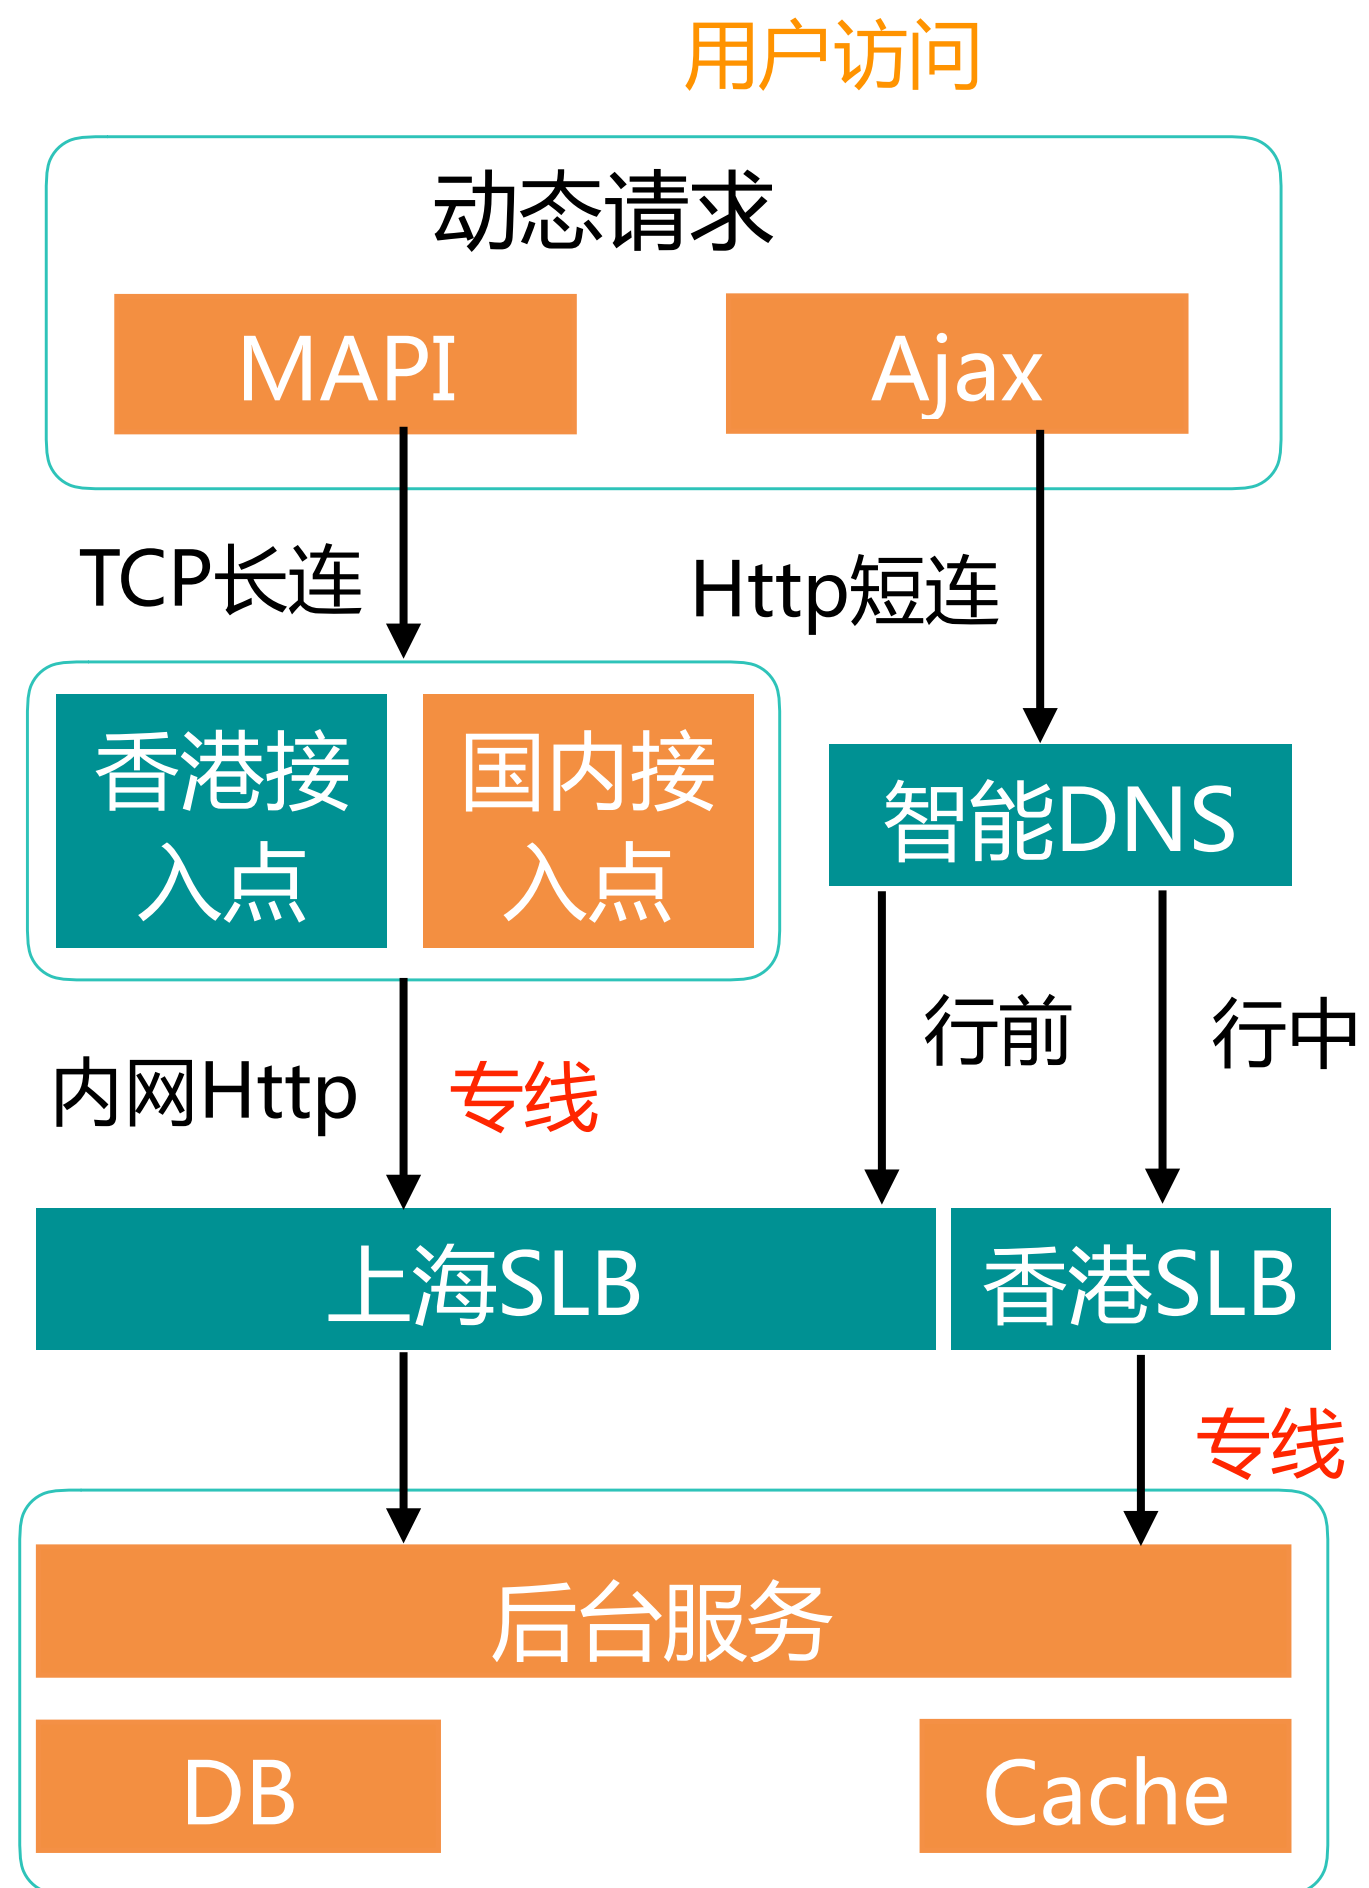 用户访问
动态请求
MAPI
Ajax
TCP长连
Http短连
香港接
入点
国内接
入点
智能DNS
行前
行中
内网Http
专线
上海SLB
香港SLB
专线
后台服务
DB
Cache